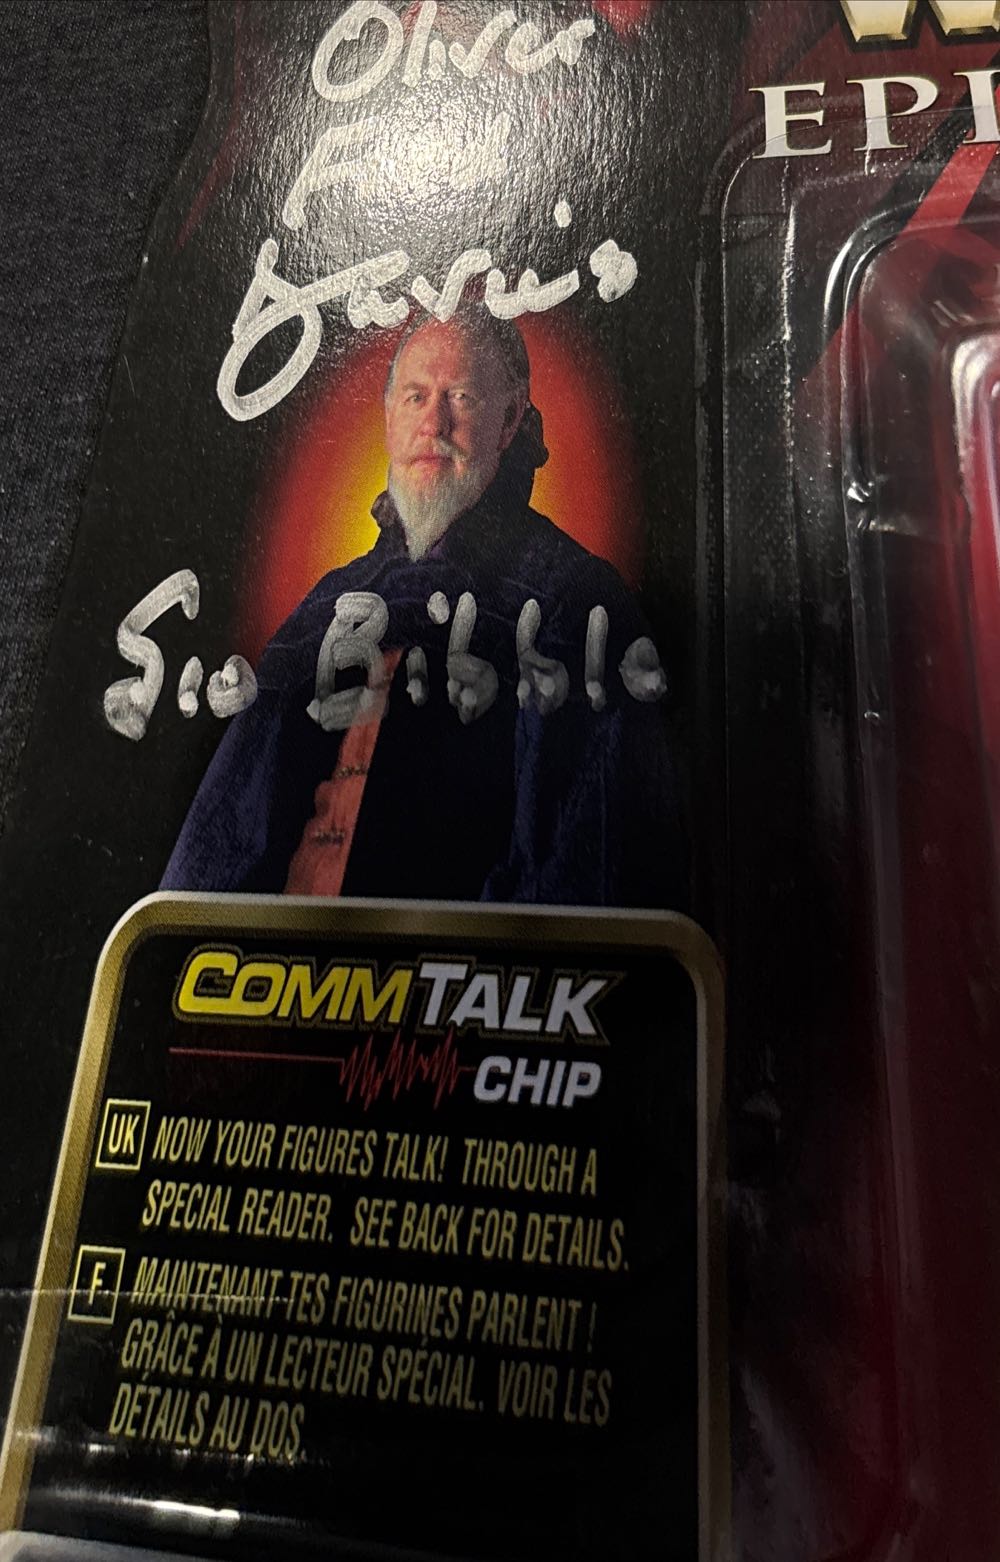 Oliver
Ford
Davies
EPI
Sio Bibble
COMMTALK
CHIP
UK NOW YOUR FIGURES TALK! THROUGH A
SPECIAL READER. SEE BACK FOR DETAILS.
F MAINTENANT TES FIGURINES PARLENT !
GRÂCE À UN LECTEUR SPÉCIAL. VOIR LES
DÉTAILS AU DOS.